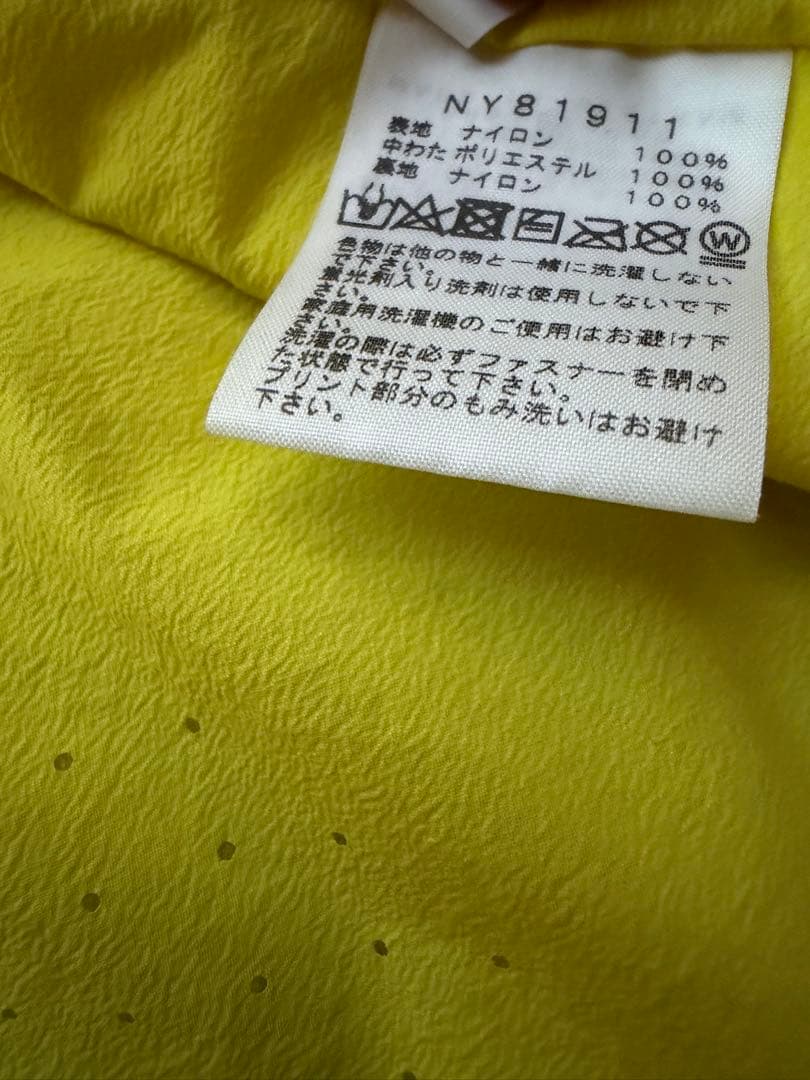 NY81911
表地 ナイロン 100%
中わた ポリエステル 100%
裏地 ナイロン 100%
W
色物は他の物と一緒に洗濯しない
で下さい。
蛍光剤入り洗剤は使用しないで下
さい。
家庭用洗濯機のご使用はお避け下
さい。
洗濯の際は必ずファスナーを閉め
た状態で行って下さい。
プリント部分のもみ洗いはお避け
下さい。